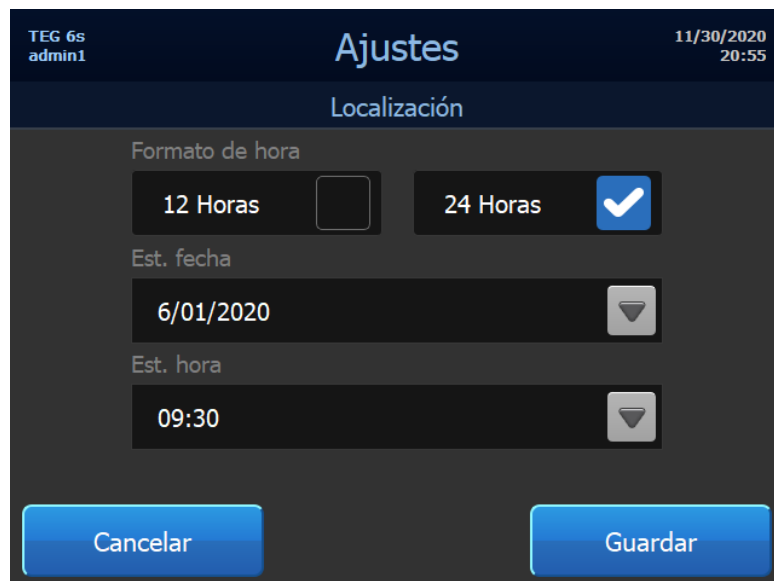 TEG 6s
admin1
Ajustes
11/30/2020
20:55
Localización
Formato de hora
12 Horas
24 Horas
Est. fecha
6/01/2020
Est. hora
09:30
Cancelar
Guardar